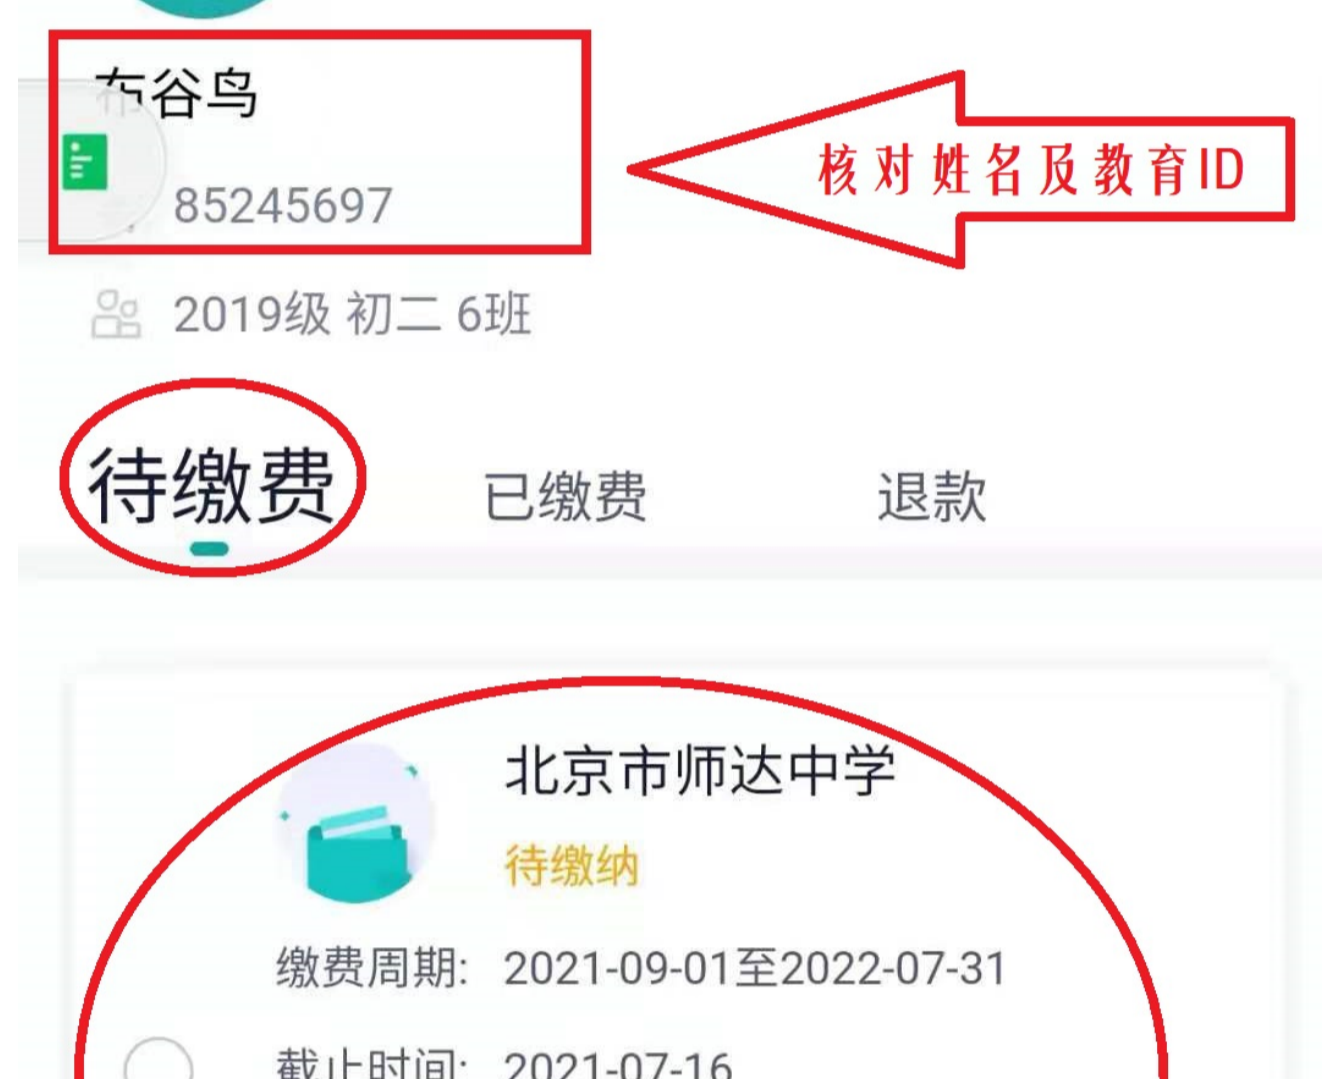 布谷鸟
核对姓名及教育ID
85245697
2019级 初二 6班
待缴费
已缴费
退款
北京市师达中学
待缴纳
缴费周期: 2021-09-01至2022-07-31
截止时间: 2021-07-16